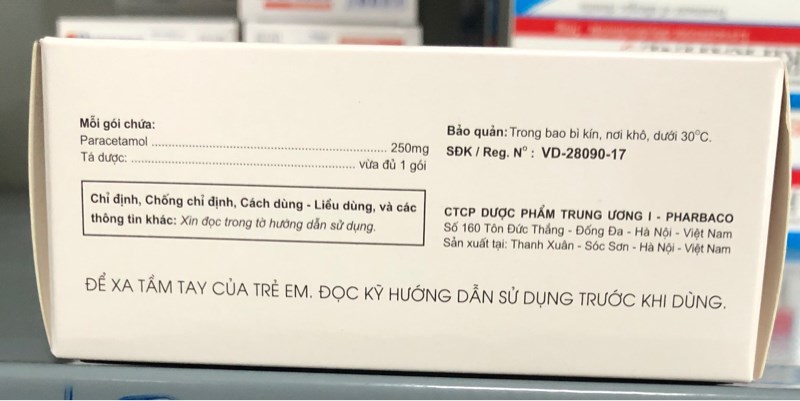 Mỗi gói chứa:
Paracetamol ........................................................ 250mg
Tá dược: ...................................................... vừa đủ 1 gói
Chỉ định, Chống chỉ định, Cách dùng - Liều dùng, và các
thông tin khác: Xin đọc trong tờ hướng dẫn sử dụng.
Bảo quản: Trong bao bì kín, nơi khô, dưới 30°C.
SĐK / Reg. N° : VD-28090-17
CTCP DƯỢC PHẨM TRUNG ƯƠNG I - PHARBACO
Số 160 Tôn Đức Thắng - Đống Đa - Hà Nội - Việt Nam
Sản xuất tại: Thanh Xuân - Sóc Sơn - Hà Nội - Việt Nam
ĐỂ XA TẦM TAY CỦA TRẺ EM. ĐỌC KỸ HƯỚNG DẪN SỬ DỤNG TRƯỚC KHI DÙNG.